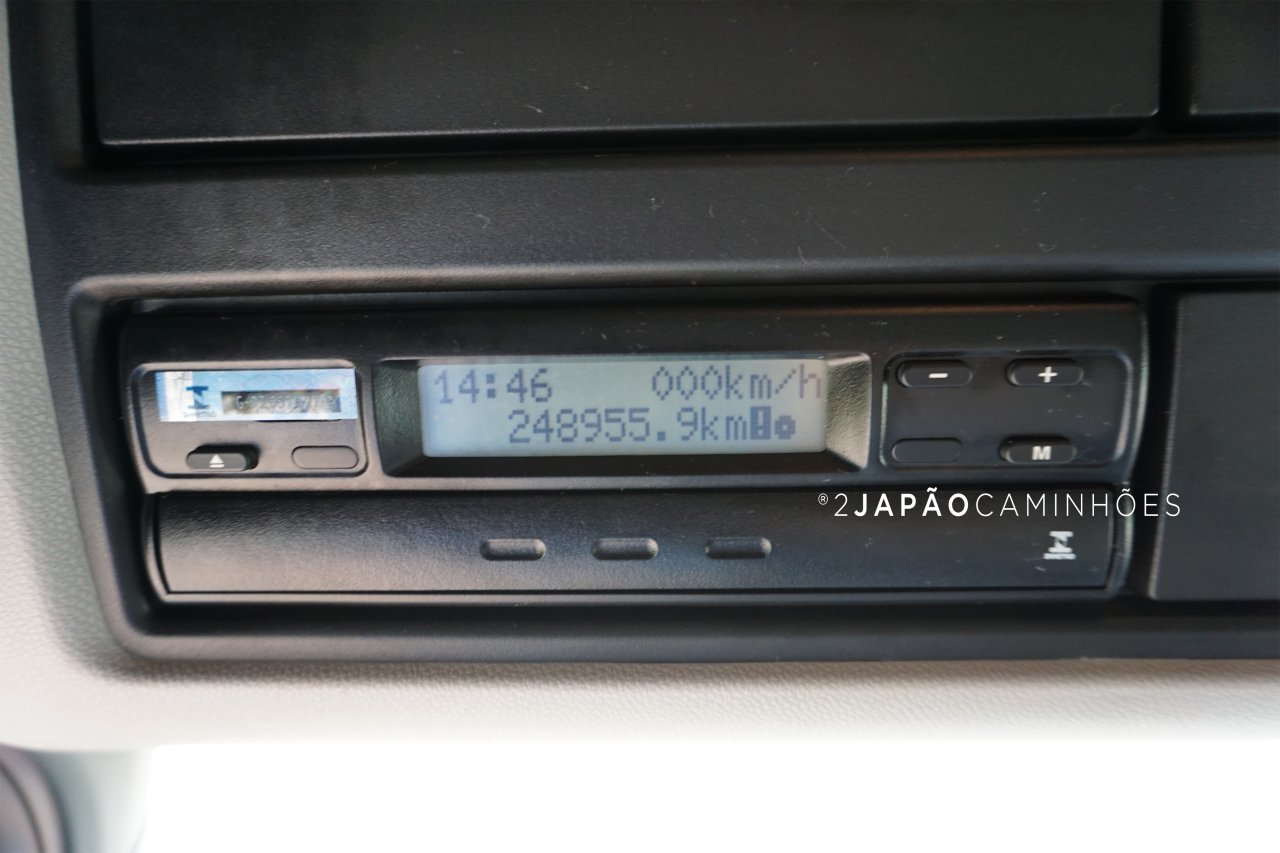 14:46 000km/h
248955.9km
- +
M
®2JAPÃOCAMINHÕES